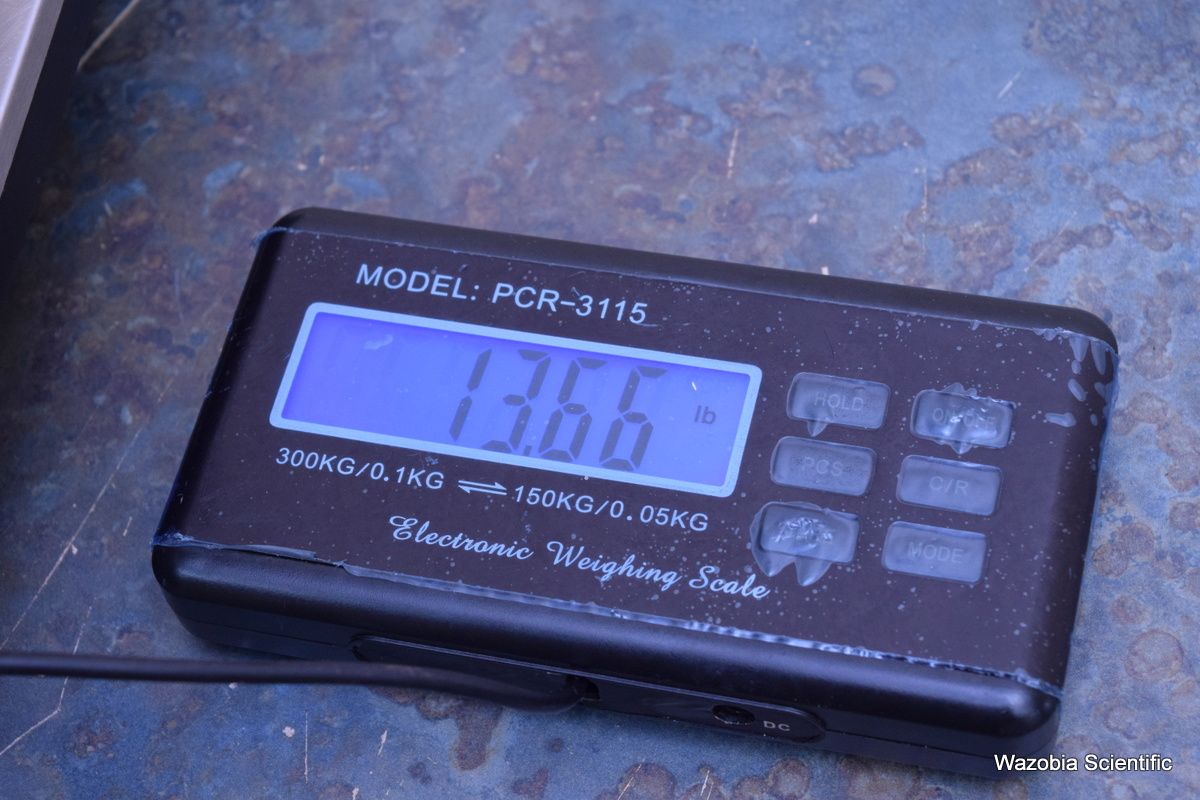 MODEL: PCR-3115
13.66 lb
300KG/0.1KG ⇌ 150KG/0.05KG
Electronic Weighing Scale
HOLD
PCS
C/R
MODE
DC
Wazobia Scientific